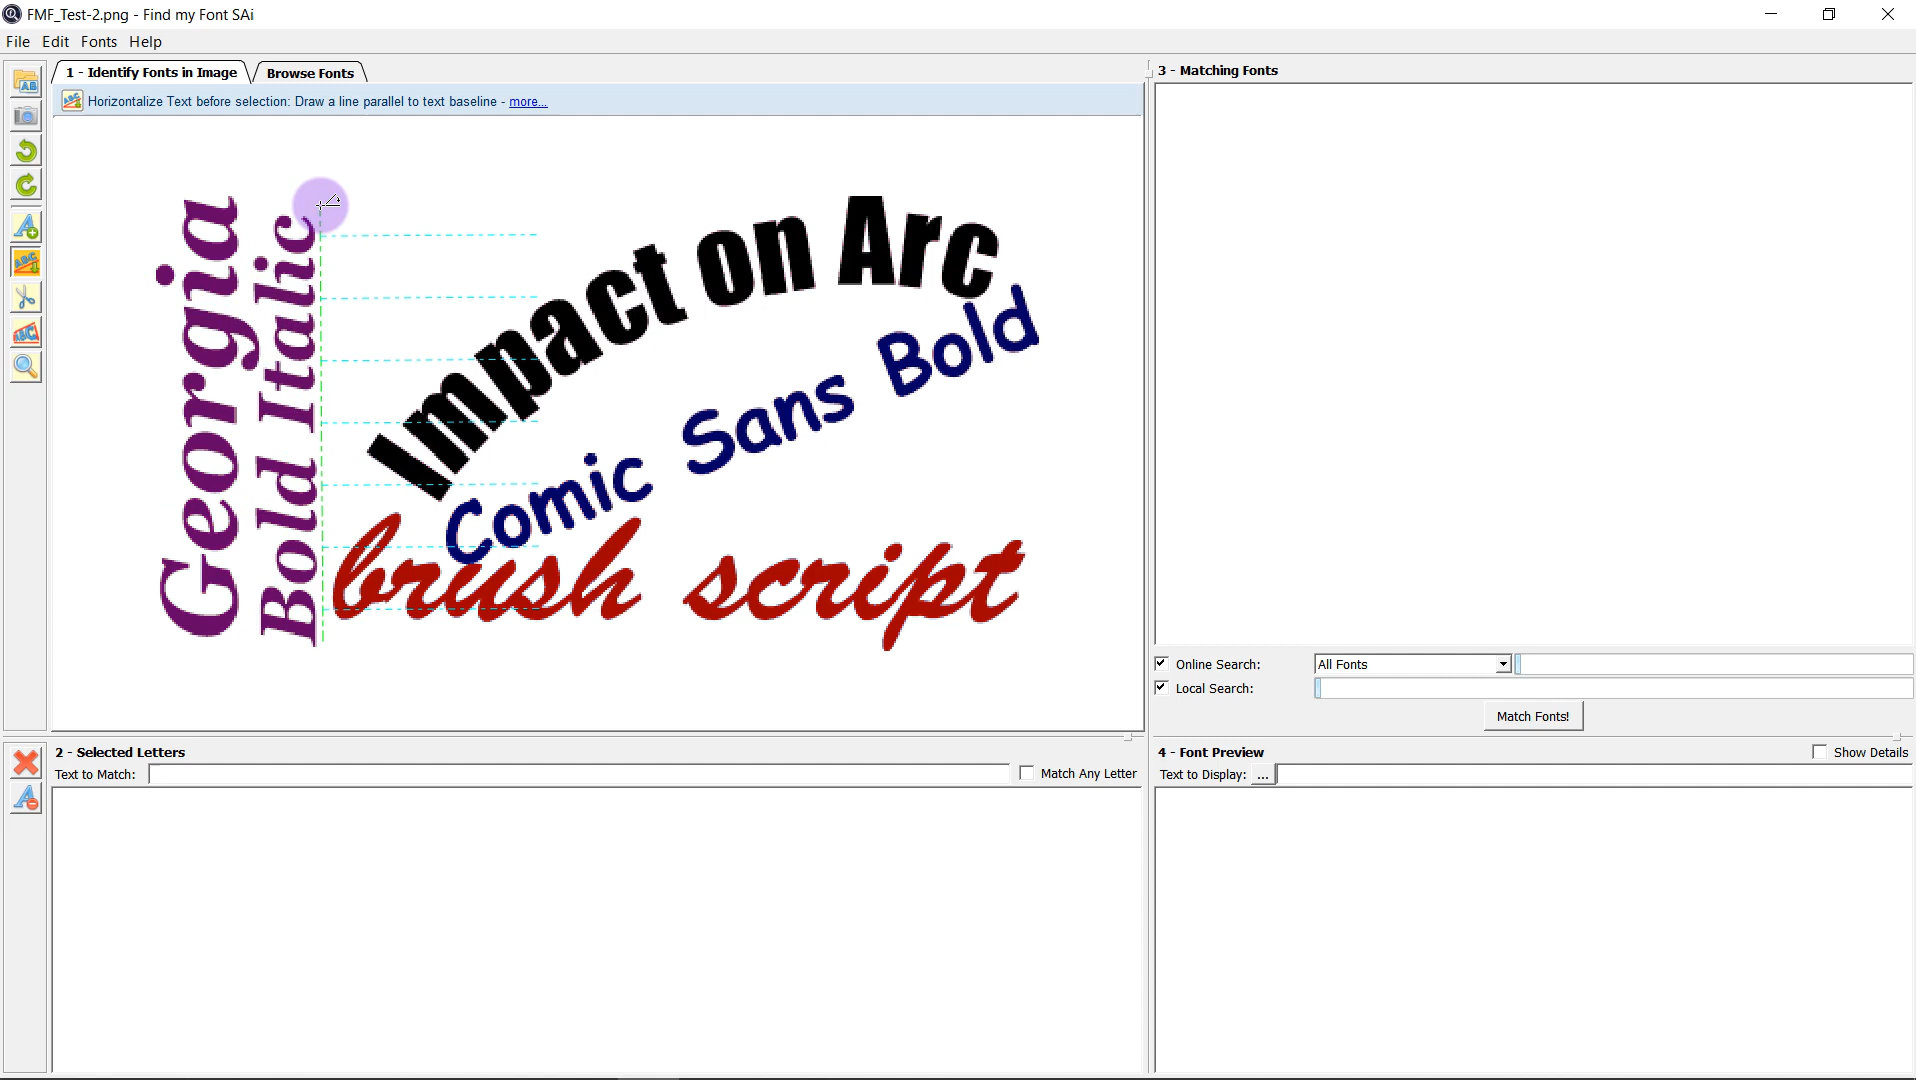 FMF_Test-2.png - Find my Font SAi
File Edit Fonts Help
1 - Identify Fonts in Image
Browse Fonts
Horizontalize Text before selection: Draw a line parallel to text baseline - more...
Georgia
Bold Italic
Impact on Arc
Comic Sans Bold
brush script
2 - Selected Letters
Text to Match:
Match Any Letter
3 - Matching Fonts
Online Search:
All Fonts
Local Search:
Match Fonts!
4 - Font Preview
Show Details
Text to Display: ...